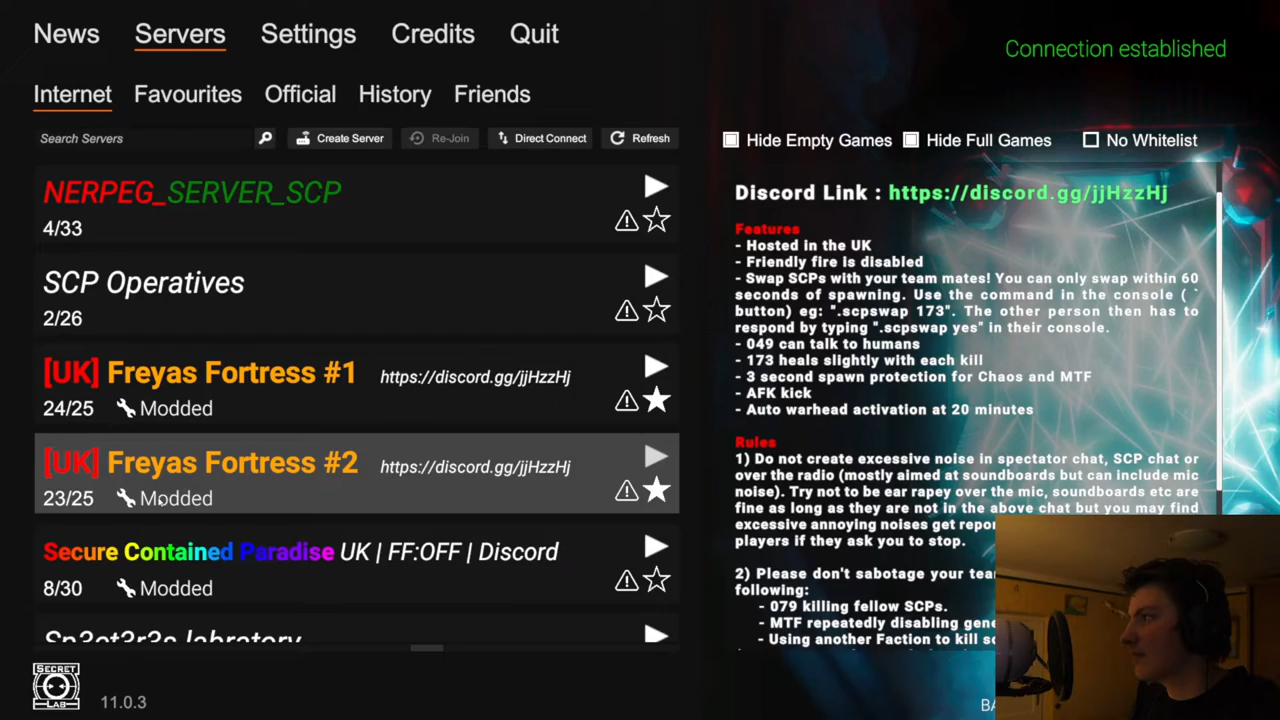 News Servers Settings Credits Quit
Connection established
Internet Favourites Official History Friends
Search Servers Create Server Re-Join Direct Connect Refresh
Hide Empty Games Hide Full Games No Whitelist
NERPEG_SERVER_SCP
4/33
SCP Operatives
2/26
[UK] Freyas Fortress #1 https://discord.gg/jjHzzHj
24/25 Modded
[UK] Freyas Fortress #2 https://discord.gg/jjHzzHj
23/25 Modded
Secure Contained Paradise UK | FF:OFF | Discord
8/30 Modded
Sp3ct3r3s labratory
SECRET
LAB
11.0.3
Discord Link : https://discord.gg/jjHzzHj
Features
- Hosted in the UK
- Friendly fire is disabled
- Swap SCPs with your team mates! You can only swap within 60
seconds of spawning. Use the command in the console ( `
button) eg: ".scpswap 173". The other person then has to
respond by typing ".scpswap yes" in their console.
- 049 can talk to humans
- 173 heals slightly with each kill
- 3 second spawn protection for Chaos and MTF
- AFK kick
- Auto warhead activation at 20 minutes
Rules
1) Do not create excessive noise in spectator chat, SCP chat or
over the radio (mostly aimed at soundboards but can include mic
noise). Try not to be ear rapey over the mic, soundboards etc are
fine as long as they are not in the above chat but you may find
excessive annoying noises get repor
players if they ask you to stop.
2) Please don't sabotage your tear
following:
- 079 killing fellow SCPs.
- MTF repeatedly disabling gene
- Using another Faction to kill so